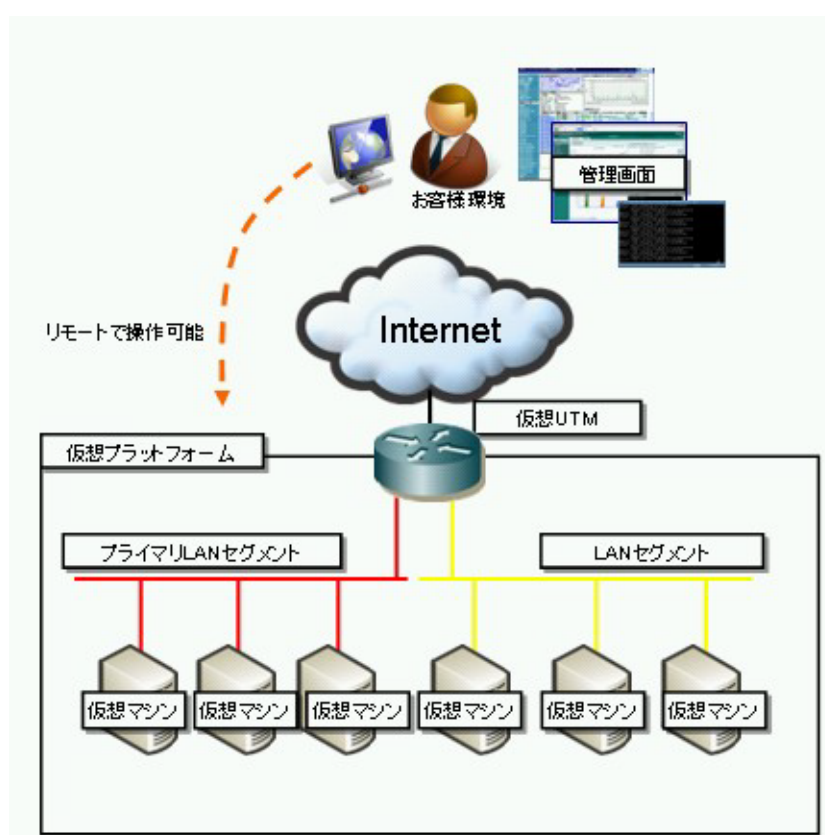 管理画面
お客様環境
Internet
リモートで操作可能
仮想UTM
仮想プラットフォーム
プライマリLANセグメント
LANセグメント
仮想マシン
仮想マシン
仮想マシン
仮想マシン
仮想マシン
仮想マシン